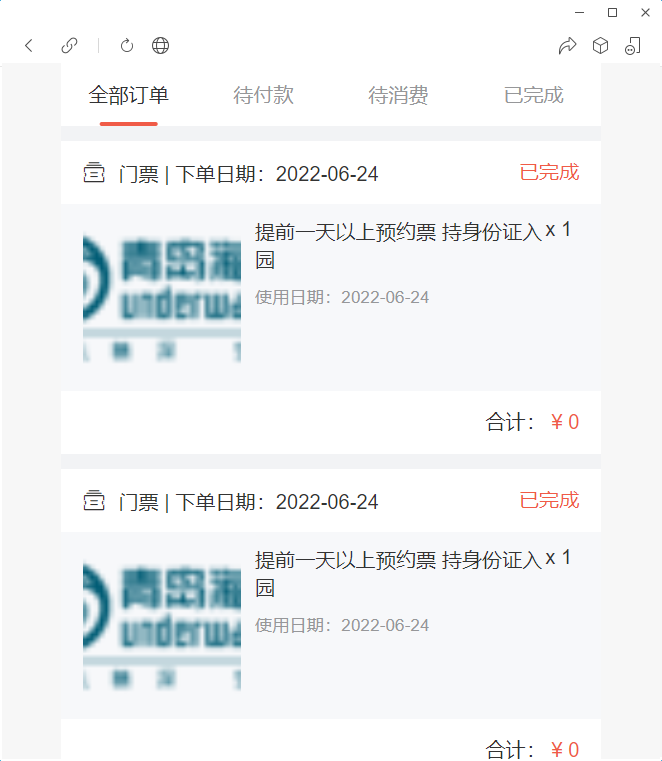 全部订单 待付款 待消费 已完成
门票 | 下单日期：2022-06-24 已完成
青岛海
underwa
提前一天以上预约票 持身份证入 x 1
园
使用日期：2022-06-24
合计： ¥ 0
门票 | 下单日期：2022-06-24 已完成
青岛海
underwa
提前一天以上预约票 持身份证入 x 1
园
使用日期：2022-06-24
合计： ¥ 0